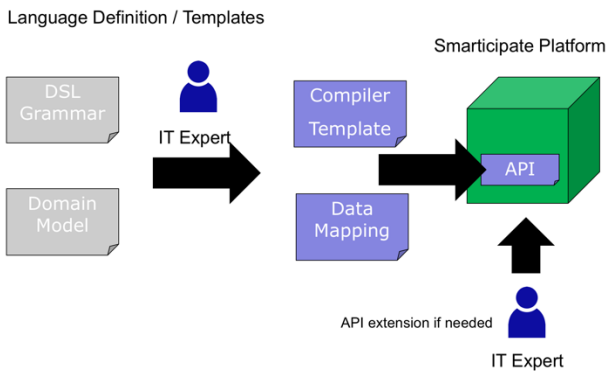 Language Definition / Templates
Smarticipate Platform
DSL
Grammar
IT Expert
Compiler
Template
API
Domain
Model
Data
Mapping
API extension if needed
IT Expert